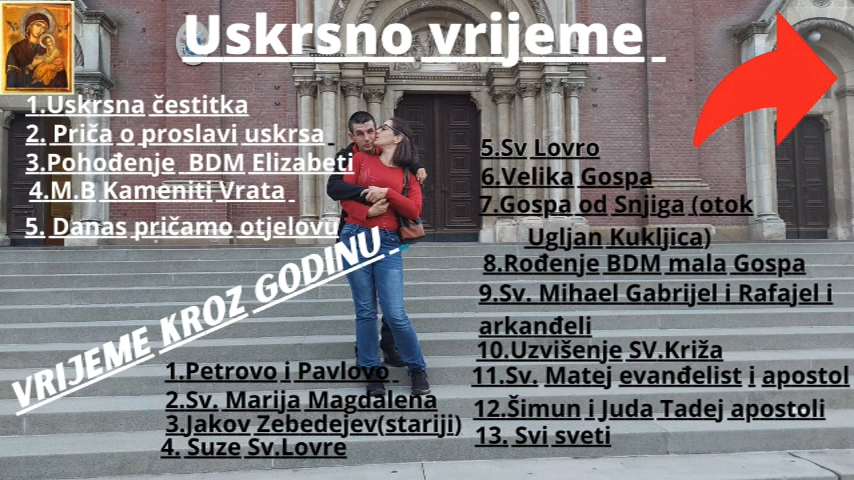 Uskrsno vrijeme
1.Uskrsna čestitka
2. Priča o proslavi uskrsa
3.Pohođenje BDM Elizabeti
4.M.B Kameniti Vrata
5. Danas pričamo otjelovu
VRIJEME KROZ GODINU -
1.Petrovo i Pavlovo
2.Sv. Marija Magdalena
3.Jakov Zebedejev(stariji)
4. Suze Sv.Lovre
5.Sv Lovro
6.Velika Gospa
7.Gospa od Snjiga (otok
Ugljan Kukljica)
8.Rođenje BDM mala Gospa
9.Sv. Mihael Gabrijel i Rafajel i
arkanđeli
10.Uzvišenje SV.Križa
11.Sv. Matej evanđelist i apostol
12.Šimun i Juda Tadej apostoli
13. Svi sveti